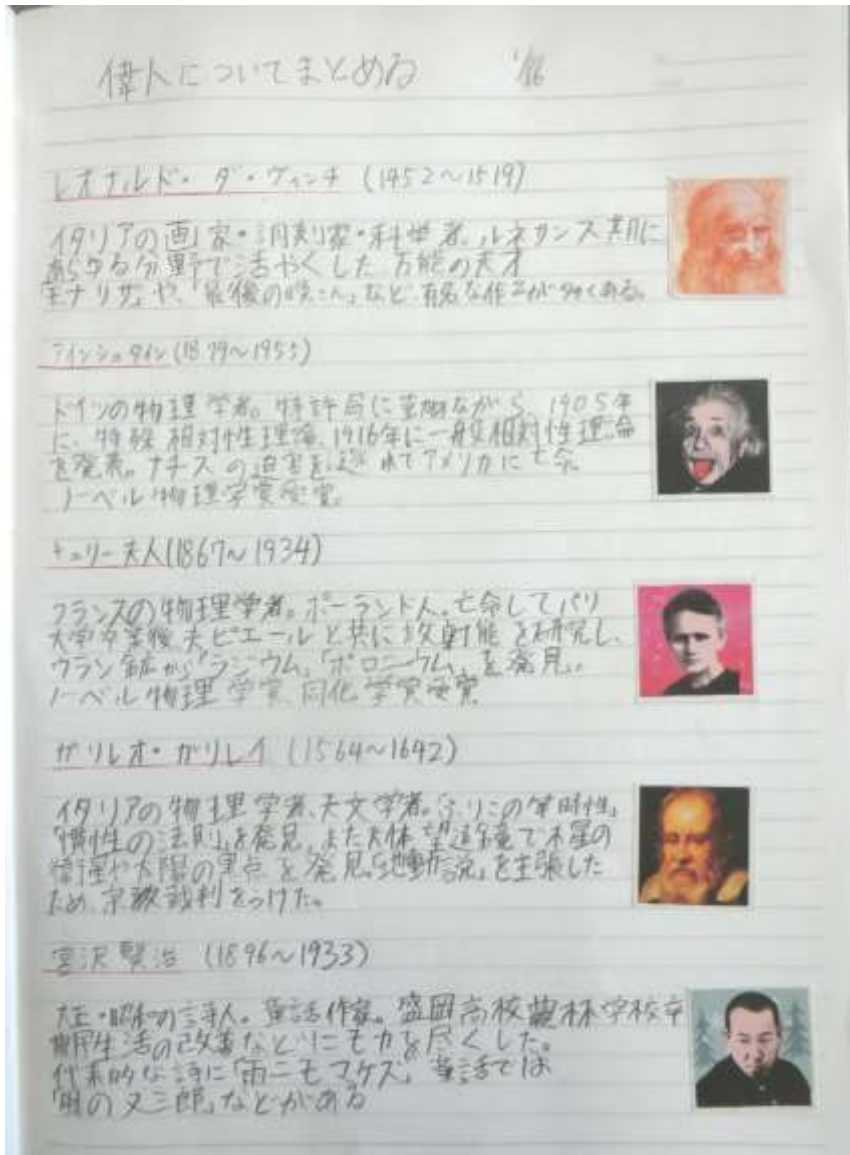 偉人についてまとめる 1/16
レオナルド・ダ・ヴィンチ (1452〜1519)
イタリアの画家・彫刻家・科学者。ルネサンス期に
あらゆる分野で活やくした万能の天才
モナリザ」や、「最後の晩さん」など、有名な作品が多くある。
アインシュタイン(1879〜1955)
ドイツの物理学者。特許局に勤めながら、1905年
に、特殊相対性理論、1916年に一般相対性理論
を発表。ナチスの迫害を逃れてアメリカに亡命
ノーベル物理学賞受賞。
キュリー夫人(1867〜1934)
フランスの物理学者。ポーランド人。亡命してパリ
大学卒業後 夫ピエールと共に放射能を研究し、
ウラン鉱から「ラジウム」「ポロニウム」を発見。
ノーベル物理学賞、同化学賞受賞
ガリレオ・ガリレイ (1564〜1642)
イタリアの物理学者、天文学者。「ふりこの等時性」
「慣性の法則」を発見。また天体望遠鏡で木星の
衛星や太陽の黒点を発見。「地動説」を主張した
ため、宗教裁判をうけた。
宮沢賢治 (1896〜1933)
大正・昭和の詩人。童話作家。盛岡高校農林学校卒
農民生活の改善などにも力を尽くした。
代表的な詩に「雨ニモマケズ」、童話では
「風の又三郎」などがある